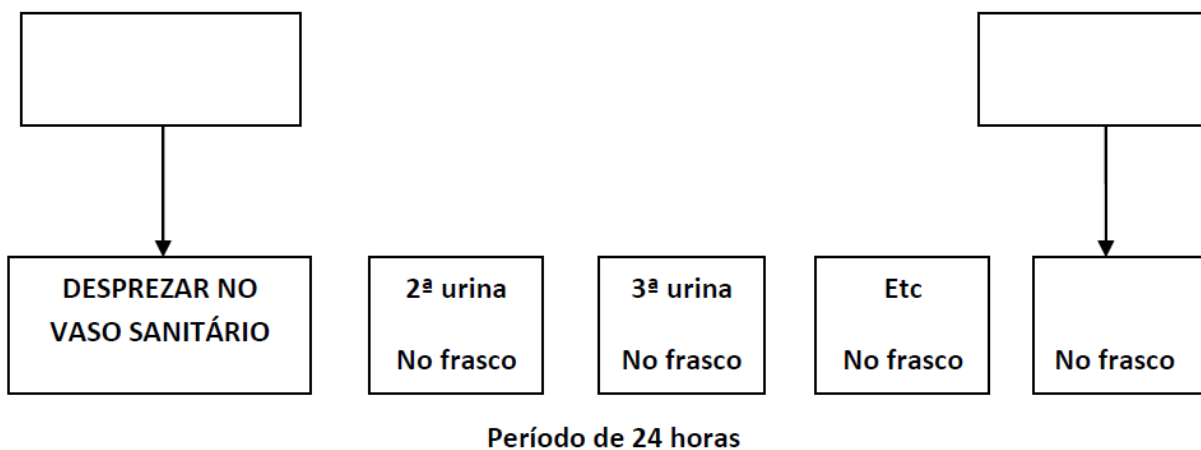 DESPREZAR NO
VASO SANITÁRIO
2ª urina
No frasco
3ª urina
No frasco
Etc
No frasco
No frasco
Período de 24 horas